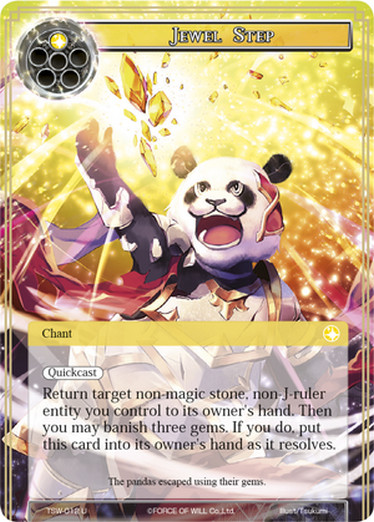 Jewel Step
Chant
Quickcast
Return target non-magic stone, non-J-ruler
entity you control to its owner's hand. Then
you may banish three gems. If you do, put
this card into its owner's hand as it resolves.
The pandas escaped using their gems.
TSW-012 U
©FORCE OF WILL Co.,Ltd.
Illust/Tsukumi